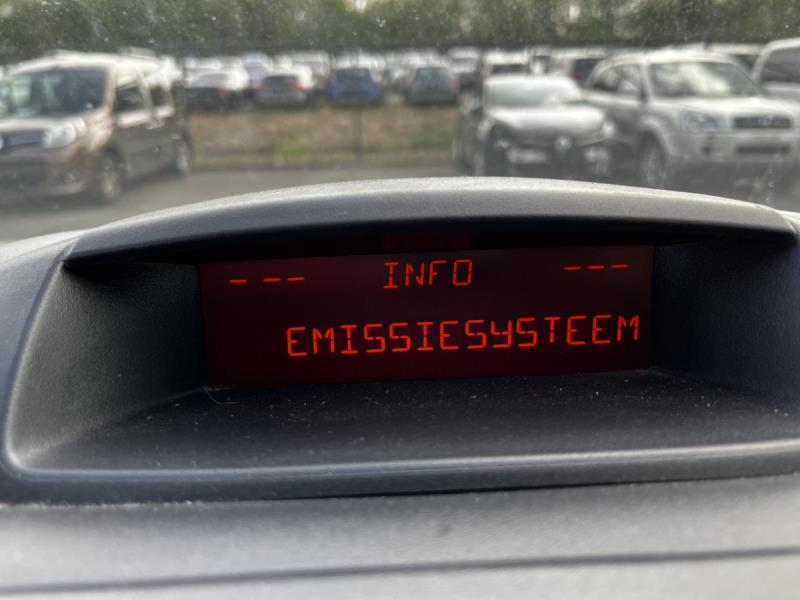 - -- INFO ---
EMISSIESYSTEEM